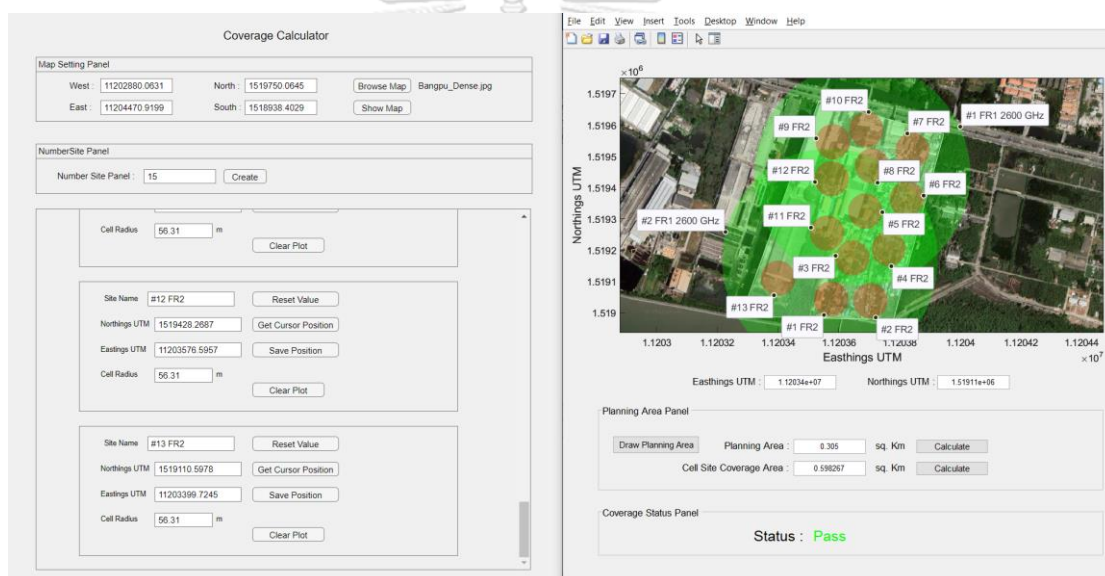 Coverage Calculator
Map Setting Panel
West : 11202880.0631 North : 1519750.0645 Browse Map Bangpu_Dense.jpg
East : 11204470.9199 South : 1518938.4029 Show Map
NumberSite Panel
Number Site Panel : 15 Create
Cell Radius 56.31 m
Clear Plot
Site Name #12 FR2 Reset Value
Northings UTM 1519428.2687 Get Cursor Position
Eastings UTM 11203576.5957 Save Position
Cell Radius 56.31 m
Clear Plot
Site Name #13 FR2 Reset Value
Northings UTM 1519110.5978 Get Cursor Position
Eastings UTM 11203399.7245 Save Position
Cell Radius 56.31 m
Clear Plot
File Edit View Insert Tools Desktop Window Help
×10^6
1.5197
1.5196
1.5195
1.5194
1.5193
1.5192
1.5191
1.519
Northings UTM
#10 FR2
#1 FR1 2600 GHz
#9 FR2
#7 FR2
#12 FR2
#8 FR2
#6 FR2
#2 FR1 2600 GHz
#11 FR2
#5 FR2
#3 FR2
#4 FR2
#13 FR2
#1 FR2
#2 FR2
1.1203 1.12032 1.12034 1.12036 1.12038 1.1204 1.12042 1.12044
×10^7
Easthings UTM
Easthings UTM : 1.12034e+07 Northings UTM : 1.51911e+06
Planning Area Panel
Draw Planning Area Planning Area : 0.305 sq. Km Calculate
Cell Site Coverage Area : 0.598267 sq. Km Calculate
Coverage Status Panel
Status : Pass